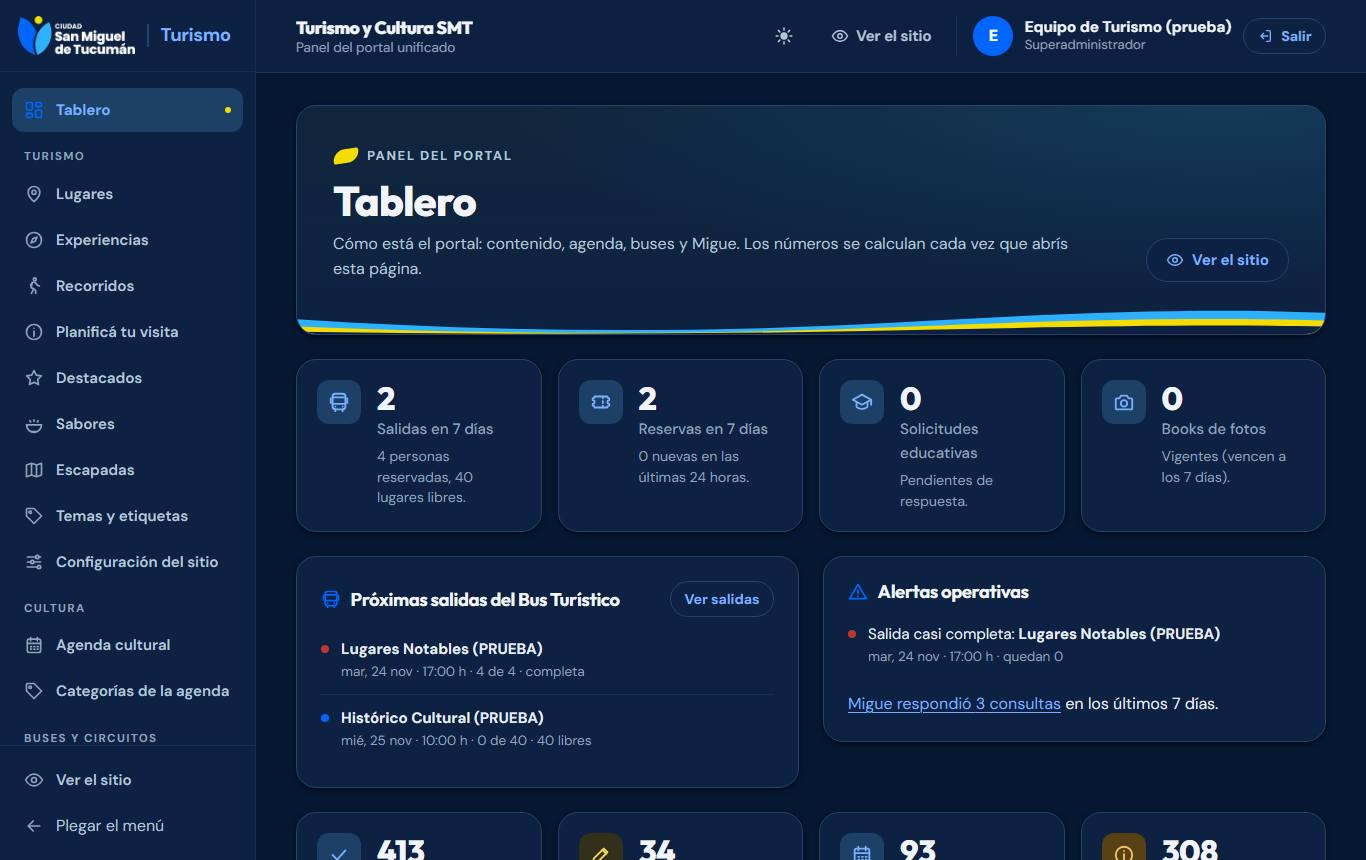 CIUDAD
San Miguel
de Tucumán
Turismo
Turismo y Cultura SMT
Panel del portal unificado
Ver el sitio
E
Equipo de Turismo (prueba)
Superadministrador
Salir
Tablero
TURISMO
Lugares
Experiencias
Recorridos
Planificá tu visita
Destacados
Sabores
Escapadas
Temas y etiquetas
Configuración del sitio
CULTURA
Agenda cultural
Categorías de la agenda
BUSES Y CIRCUITOS
Ver el sitio
Plegar el menú
PANEL DEL PORTAL
Tablero
Cómo está el portal: contenido, agenda, buses y Migue. Los números se calculan cada vez que abrís
esta página.
Ver el sitio
2
Salidas en 7 días
4 personas
reservadas, 40
lugares libres.
2
Reservas en 7 días
0 nuevas en las
últimas 24 horas.
0
Solicitudes
educativas
Pendientes de
respuesta.
0
Books de fotos
Vigentes (vencen a
los 7 días).
Próximas salidas del Bus Turístico
Ver salidas
Lugares Notables (PRUEBA)
mar, 24 nov · 17:00 h · 4 de 4 · completa
Histórico Cultural (PRUEBA)
mié, 25 nov · 10:00 h · 0 de 40 · 40 libres
Alertas operativas
Salida casi completa: Lugares Notables (PRUEBA)
mar, 24 nov · 17:00 h · quedan 0
Migue respondió 3 consultas en los últimos 7 días.
413
34
93
308